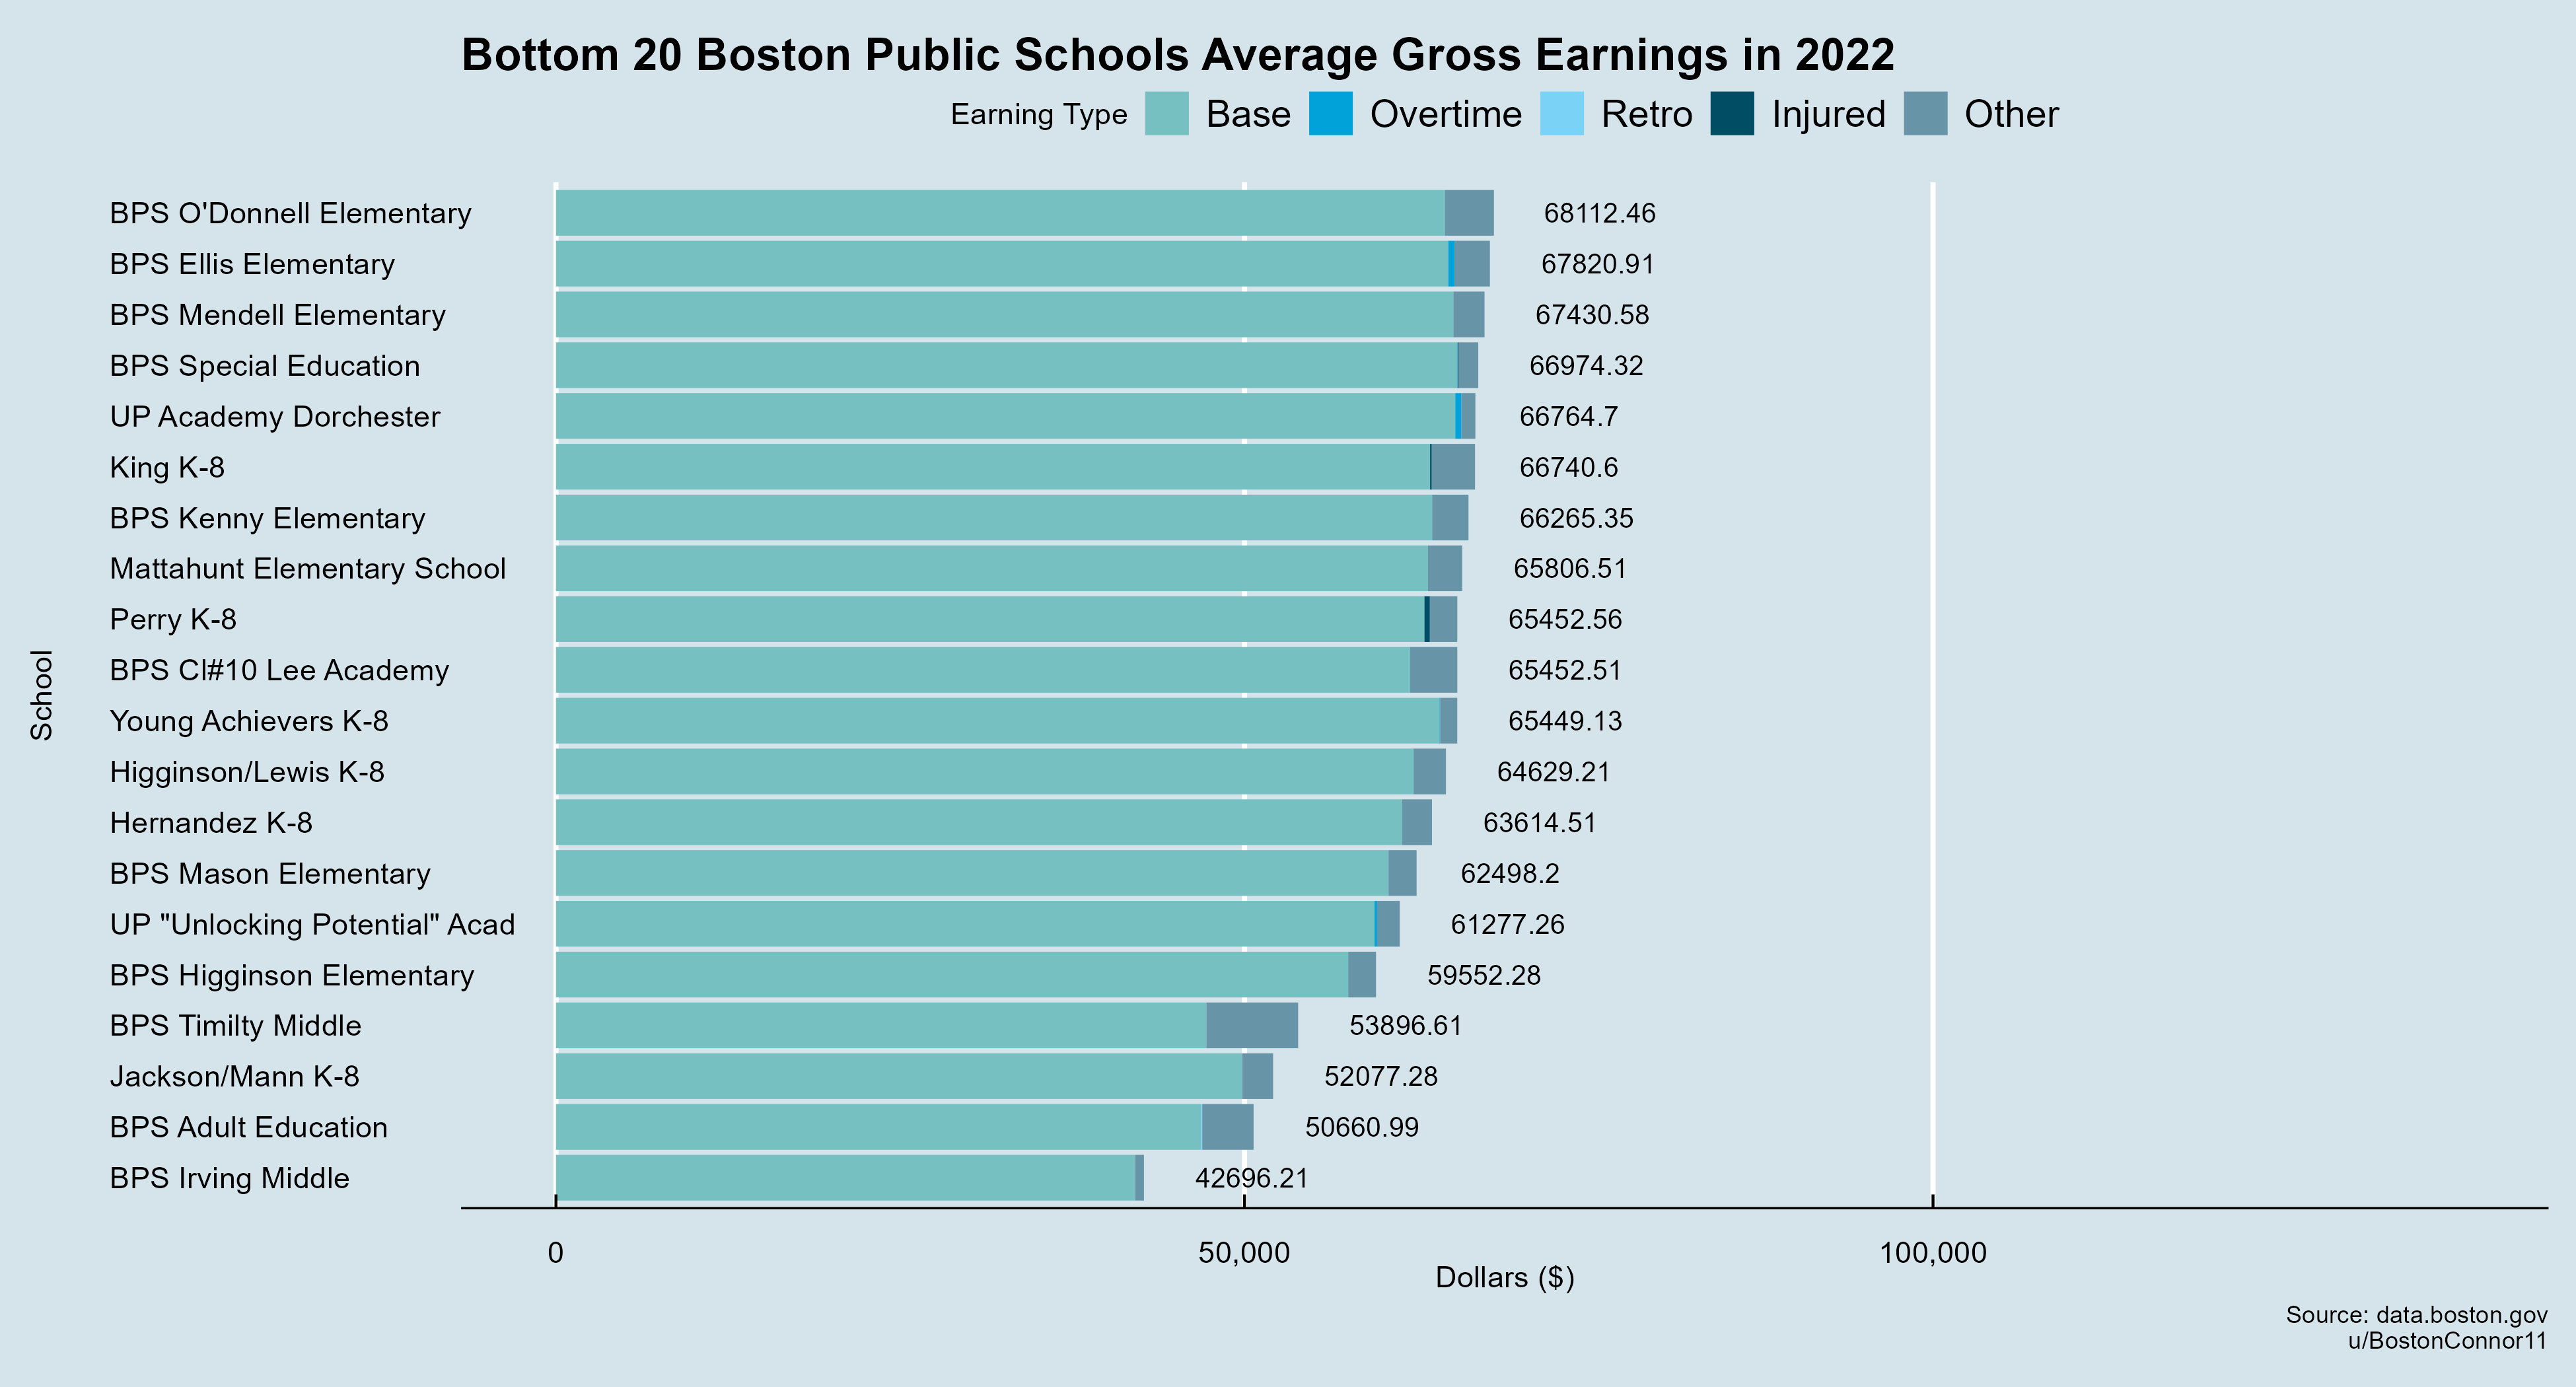 Bottom 20 Boston Public Schools Average Gross Earnings in 2022
Earning Type Base Overtime Retro Injured Other
School
BPS O'Donnell Elementary 68112.46
BPS Ellis Elementary 67820.91
BPS Mendell Elementary 67430.58
BPS Special Education 66974.32
UP Academy Dorchester 66764.7
King K-8 66740.6
BPS Kenny Elementary 66265.35
Mattahunt Elementary School 65806.51
Perry K-8 65452.56
BPS Cl#10 Lee Academy 65452.51
Young Achievers K-8 65449.13
Higginson/Lewis K-8 64629.21
Hernandez K-8 63614.51
BPS Mason Elementary 62498.2
UP "Unlocking Potential" Acad 61277.26
BPS Higginson Elementary 59552.28
BPS Timilty Middle 53896.61
Jackson/Mann K-8 52077.28
BPS Adult Education 50660.99
BPS Irving Middle 42696.21
0 50,000 100,000
Dollars ($)
Source: data.boston.gov
u/BostonConnor11